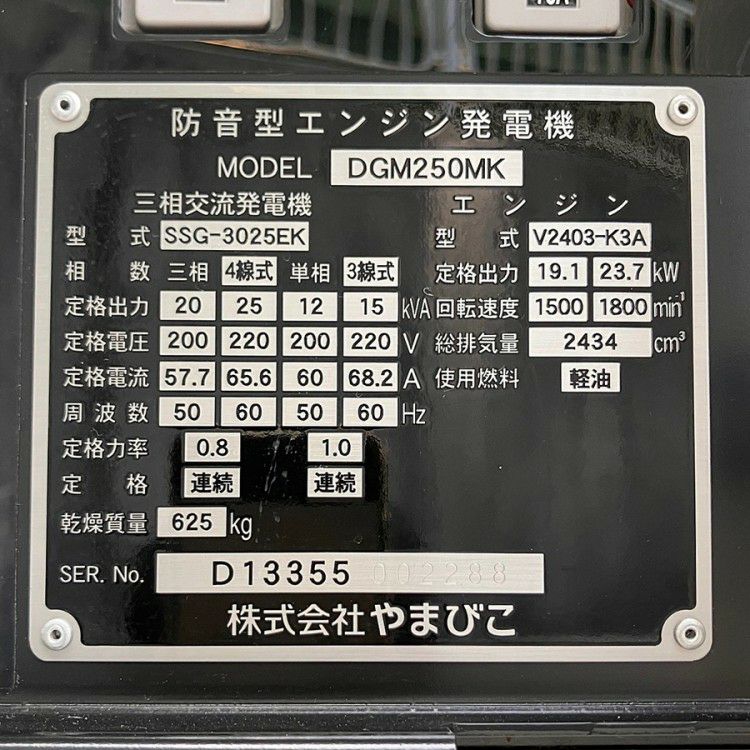 10A
防音型エンジン発電機
MODEL DGM250MK
三相交流発電機
型式 SSG-3025EK
相数 三相 4線式 単相 3線式
定格出力 20 25 12 15 kVA
定格電圧 200 220 200 220 V
定格電流 57.7 65.6 60 68.2 A
周波数 50 60 50 60 Hz
定格力率 0.8 1.0
定格 連続 連続
乾燥質量 625 kg
エンジン
型式 V2403-K3A
定格出力 19.1 23.7 kW
回転速度 1500 1800 min⁻¹
総排気量 2434 cm³
使用燃料 軽油
SER. No. D13355 002288
株式会社やまびこ